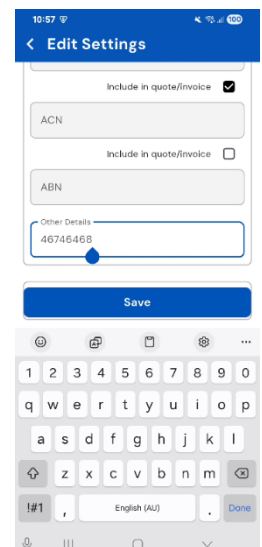 10:57 100
Edit Settings
Include in quote/invoice
ACN
Include in quote/invoice
ABN
Other Details
46746468
Save
1 2 3 4 5 6 7 8 9 0
q w e r t y u i o p
a s d f g h j k l
z x c v b n m
!#1 , English (AU) . Done